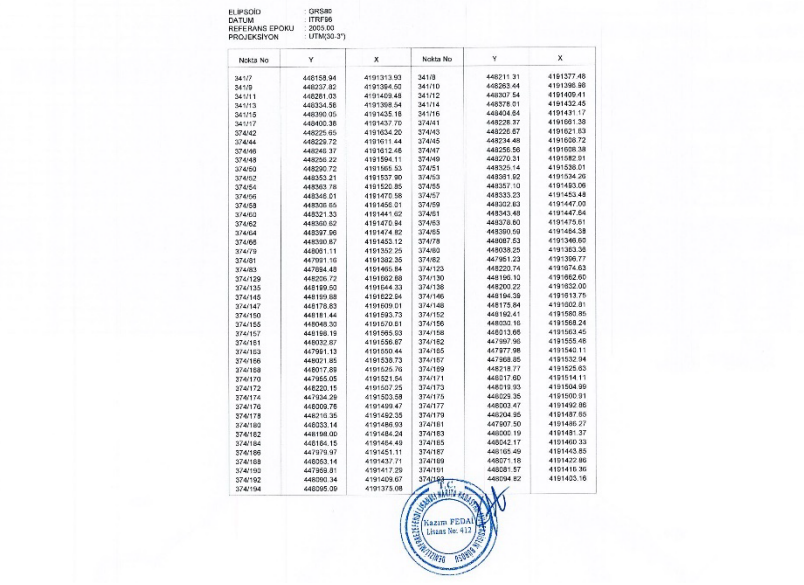 ELİPSOİD : GRS80
DATUM : ITRF96
REFERANS EPOKU : 2005.00
PROJEKSİYON : UTM(30-3°)
Nokta No Y X Nokta No Y X
341/7 448158.94 4191313.93 341/8 448211.31 4191377.48
341/9 448237.82 4191394.50 341/10 448263.44 4191396.98
341/11 448281.03 4191409.48 341/12 448307.54 4191409.41
341/13 448334.58 4191398.54 341/14 448378.01 4191432.45
341/15 448390.05 4191435.18 341/16 448404.64 4191431.17
341/17 448400.38 4191437.70 374/41 448228.37 4191661.38
374/42 448225.65 4191634.20 374/43 448226.67 4191621.83
374/44 448229.72 4191611.44 374/45 448234.48 4191608.72
374/46 448246.37 4191612.46 374/47 448256.56 4191608.38
374/48 448256.22 4191594.11 374/49 448270.31 4191582.91
374/50 448290.72 4191565.53 374/51 448325.14 4191538.01
374/52 448353.21 4191537.90 374/53 448361.92 4191534.26
374/54 448363.78 4191520.85 374/55 448357.10 4191493.06
374/56 448346.01 4191470.58 374/57 448333.23 4191453.48
374/58 448306.65 4191456.01 374/59 448302.83 4191447.00
374/60 448321.33 4191441.62 374/61 448343.48 4191447.64
374/62 448360.62 4191470.94 374/63 448378.60 4191475.61
374/64 448397.96 4191474.82 374/65 448390.59 4191464.38
374/66 448390.87 4191453.12 374/78 448087.53 4191346.60
374/79 448061.11 4191352.25 374/80 448038.25 4191363.36
374/81 447991.16 4191382.35 374/82 447951.23 4191396.77
374/83 447894.48 4191465.84 374/123 448220.74 4191674.63
374/129 448206.72 4191662.88 374/130 448196.10 4191662.60
374/135 448199.50 4191644.33 374/138 448200.22 4191632.00
374/145 448199.88 4191622.94 374/146 448194.39 4191613.75
374/147 448178.83 4191609.01 374/148 448175.84 4191602.81
374/150 448181.44 4191593.73 374/152 448192.41 4191580.85
374/155 448048.30 4191570.81 374/156 448030.16 4191568.24
374/157 448198.19 4191565.93 374/158 448013.66 4191563.45
374/161 448032.87 4191556.87 374/162 447997.96 4191555.48
374/163 447991.13 4191550.44 374/165 447977.98 4191540.11
374/166 448021.85 4191538.73 374/167 447968.85 4191532.94
374/168 448017.89 4191525.76 374/169 448218.77 4191525.63
374/170 447955.05 4191521.54 374/171 448017.60 4191514.11
374/172 448220.15 4191507.25 374/173 448019.93 4191504.99
374/174 447934.29 4191503.58 374/175 448029.35 4191500.91
374/176 448009.78 4191499.47 374/177 448003.47 4191492.86
374/178 448216.35 4191492.35 374/179 448204.95 4191487.65
374/180 448033.14 4191486.93 374/181 447907.50 4191486.27
374/182 448198.00 4191484.24 374/183 448000.19 4191481.37
374/184 448184.15 4191464.49 374/185 448042.17 4191460.33
374/186 447979.97 4191451.11 374/187 448165.49 4191443.85
374/188 448053.14 4191437.71 374/189 448071.18 4191422.86
374/190 447969.81 4191417.29 374/191 448081.57 4191416.36
374/192 448090.34 4191409.67 374/193 448094.82 4191403.16
374/194 448095.09 4191375.08
T.C.
Kazım FEDAİ
Lisans No: 412